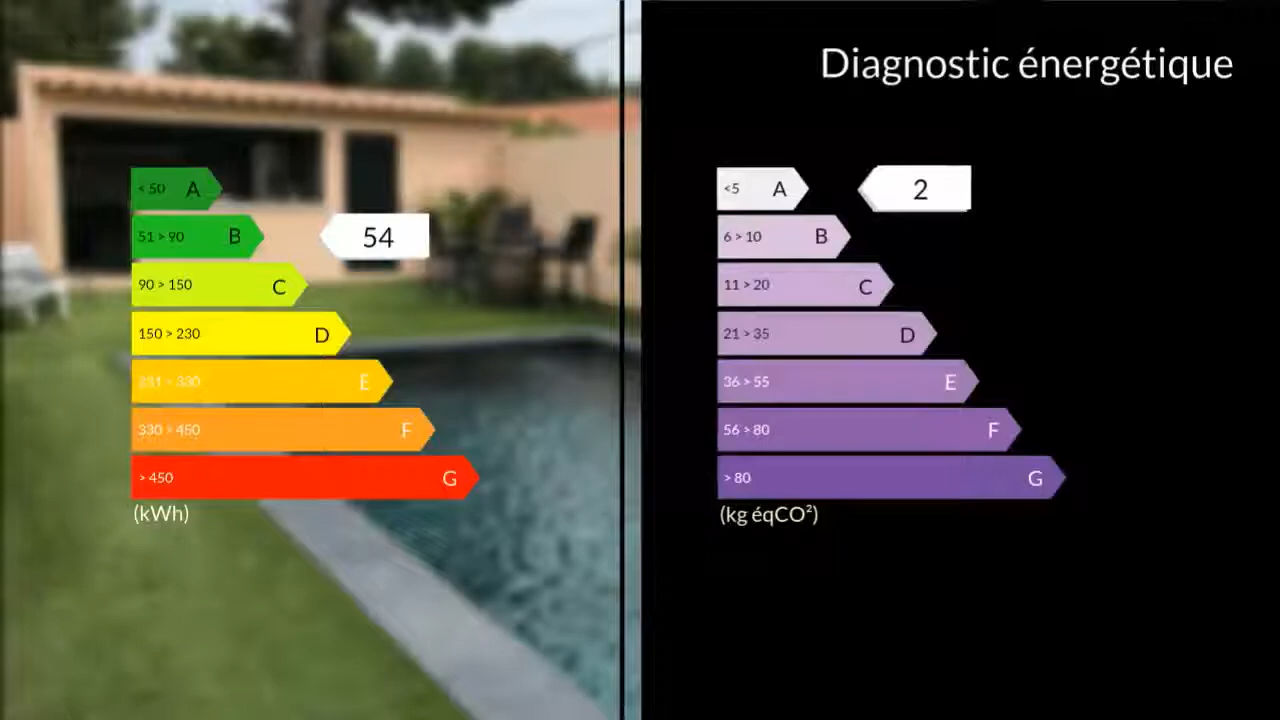 Diagnostic énergétique
< 50 A
51 > 90 B
54
90 > 150 C
150 > 230 D
231 > 330 E
330 > 450 F
> 450 G
(kWh)
<5 A
2
6 > 10 B
11 > 20 C
21 > 35 D
36 > 55 E
56 > 80 F
> 80 G
(kg éqCO²)